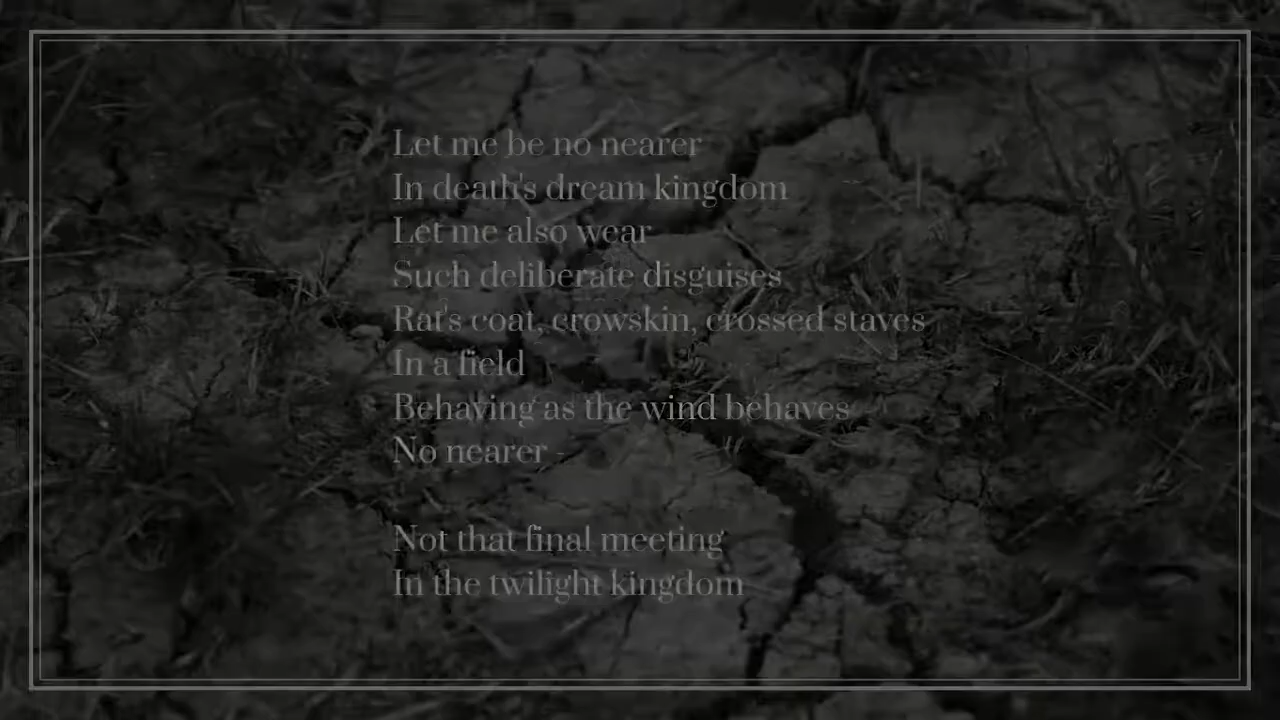 Let me be no nearer
In death's dream kingdom
Let me also wear
Such deliberate disguises
Rat's coat, crowskin, crossed staves
In a field
Behaving as the wind behaves
No nearer -
Not that final meeting
In the twilight kingdom